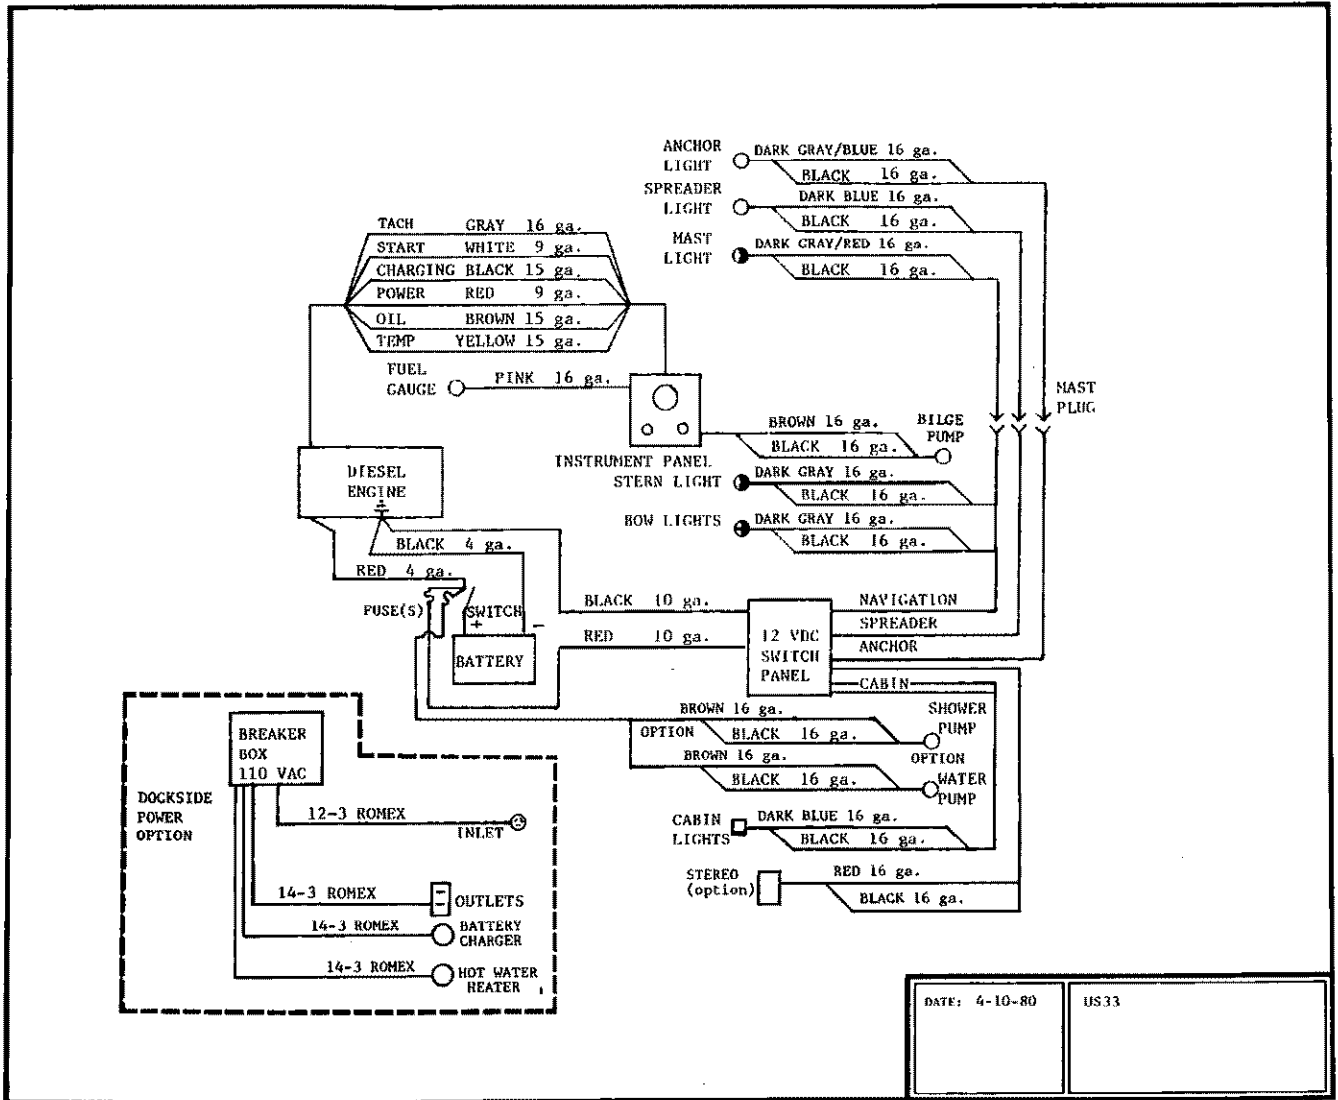 ANCHOR
LIGHT
DARK GRAY/BLUE 16 ga.
BLACK 16 ga.
SPREADER
LIGHT
DARK BLUE 16 ga.
BLACK 16 ga.
MAST
LIGHT
DARK GRAY/RED 16 ga.
BLACK 16 ga.
TACH GRAY 16 ga.
START WHITE 9 ga.
CHARGING BLACK 15 ga.
POWER RED 9 ga.
OIL BROWN 15 ga.
TEMP YELLOW 15 ga.
FUEL
GAUGE
PINK 16 ga.
MAST
PLUG
BROWN 16 ga.
BLACK 16 ga.
BILGE
PUMP
INSTRUMENT PANEL
STERN LIGHT
DARK GRAY 16 ga.
BLACK 16 ga.
BOW LIGHTS
DARK GRAY 16 ga.
BLACK 16 ga.
DIESEL
ENGINE
BLACK 4 ga.
RED 4 ga.
FUSE(S)
SWITCH
+ -
BATTERY
BLACK 10 ga.
RED 10 ga.
12 VDC
SWITCH
PANEL
NAVIGATION
SPREADER
ANCHOR
CABIN
BROWN 16 ga.
OPTION
BLACK 16 ga.
SHOWER
PUMP
OPTION
BROWN 16 ga.
BLACK 16 ga.
WATER
PUMP
CABIN
LIGHTS
DARK BLUE 16 ga.
BLACK 16 ga.
STEREO
(option)
RED 16 ga.
BLACK 16 ga.
BREAKER
BOX
110 VAC
DOCKSIDE
POWER
OPTION
12-3 ROMEX
INLET
14-3 ROMEX
OUTLETS
14-3 ROMEX
BATTERY
CHARGER
14-3 ROMEX
HOT WATER
HEATER
DATE: 4-10-80
US33